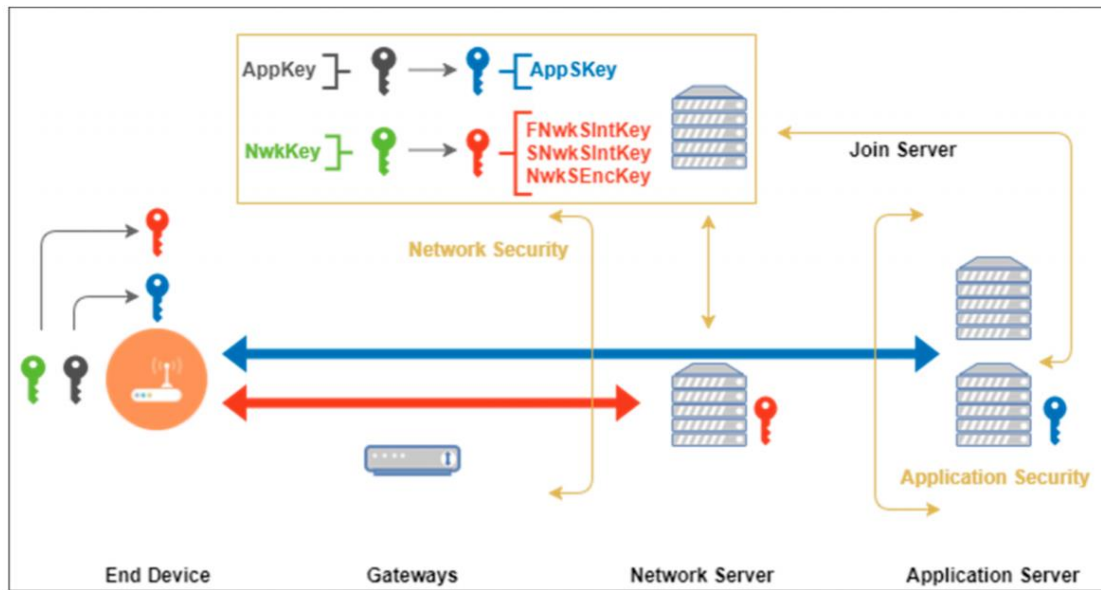 AppKey
AppSKey
NwkKey
FNwkSIntKey
SNwkSIntKey
NwkSEncKey
Join Server
Network Security
Application Security
End Device
Gateways
Network Server
Application Server